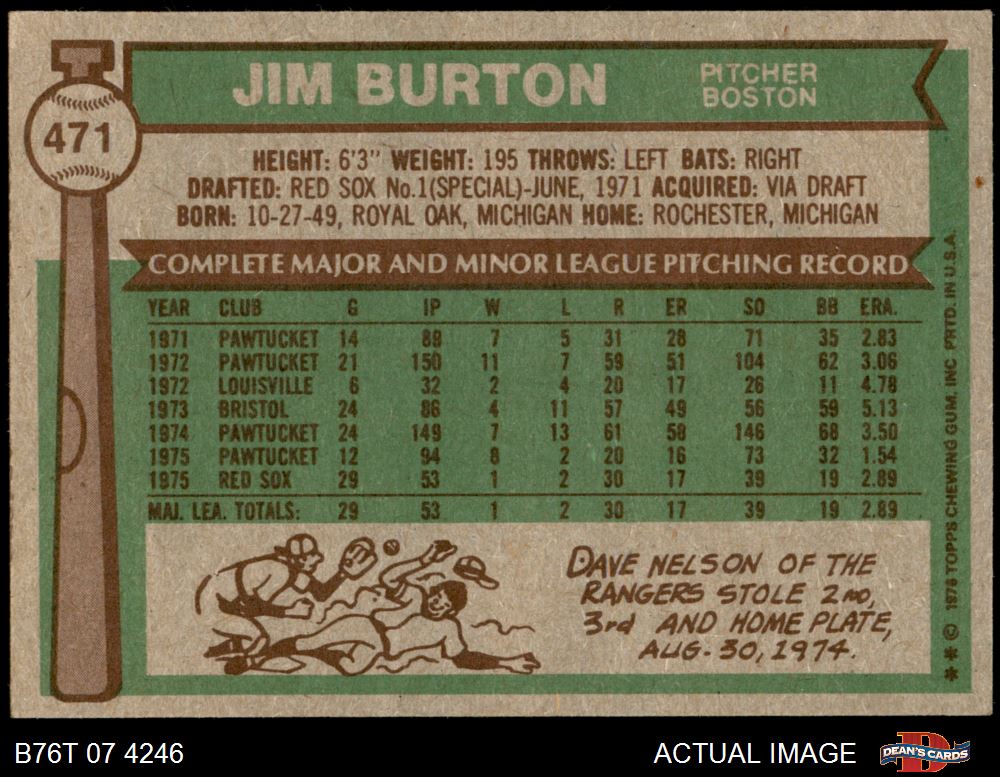 JIM BURTON
PITCHER
BOSTON
471
HEIGHT: 6'3" WEIGHT: 195 THROWS: LEFT BATS: RIGHT
DRAFTED: RED SOX No.1(SPECIAL)-JUNE, 1971 ACQUIRED: VIA DRAFT
BORN: 10-27-49, ROYAL OAK, MICHIGAN HOME: ROCHESTER, MICHIGAN
COMPLETE MAJOR AND MINOR LEAGUE PITCHING RECORD
YEAR CLUB G IP W L R ER SO BB ERA.
1971 PAWTUCKET 14 89 7 5 31 28 71 35 2.83
1972 PAWTUCKET 21 150 11 7 59 51 104 62 3.06
1972 LOUISVILLE 6 32 2 4 20 17 26 11 4.78
1973 BRISTOL 24 86 4 11 57 49 56 59 5.13
1974 PAWTUCKET 24 149 7 13 61 58 146 68 3.50
1975 PAWTUCKET 12 94 8 2 20 16 73 32 1.54
1975 RED SOX 29 53 1 2 30 17 39 19 2.89
MAJ. LEA. TOTALS: 29 53 1 2 30 17 39 19 2.89
DAVE NELSON OF THE
RANGERS STOLE 2ND,
3rd AND HOME PLATE,
AUG. 30, 1974.
** © 1976 TOPPS CHEWING GUM, INC PRTD. IN U.S.A.
B76T 07 4246
ACTUAL IMAGE
DEAN'S CARDS